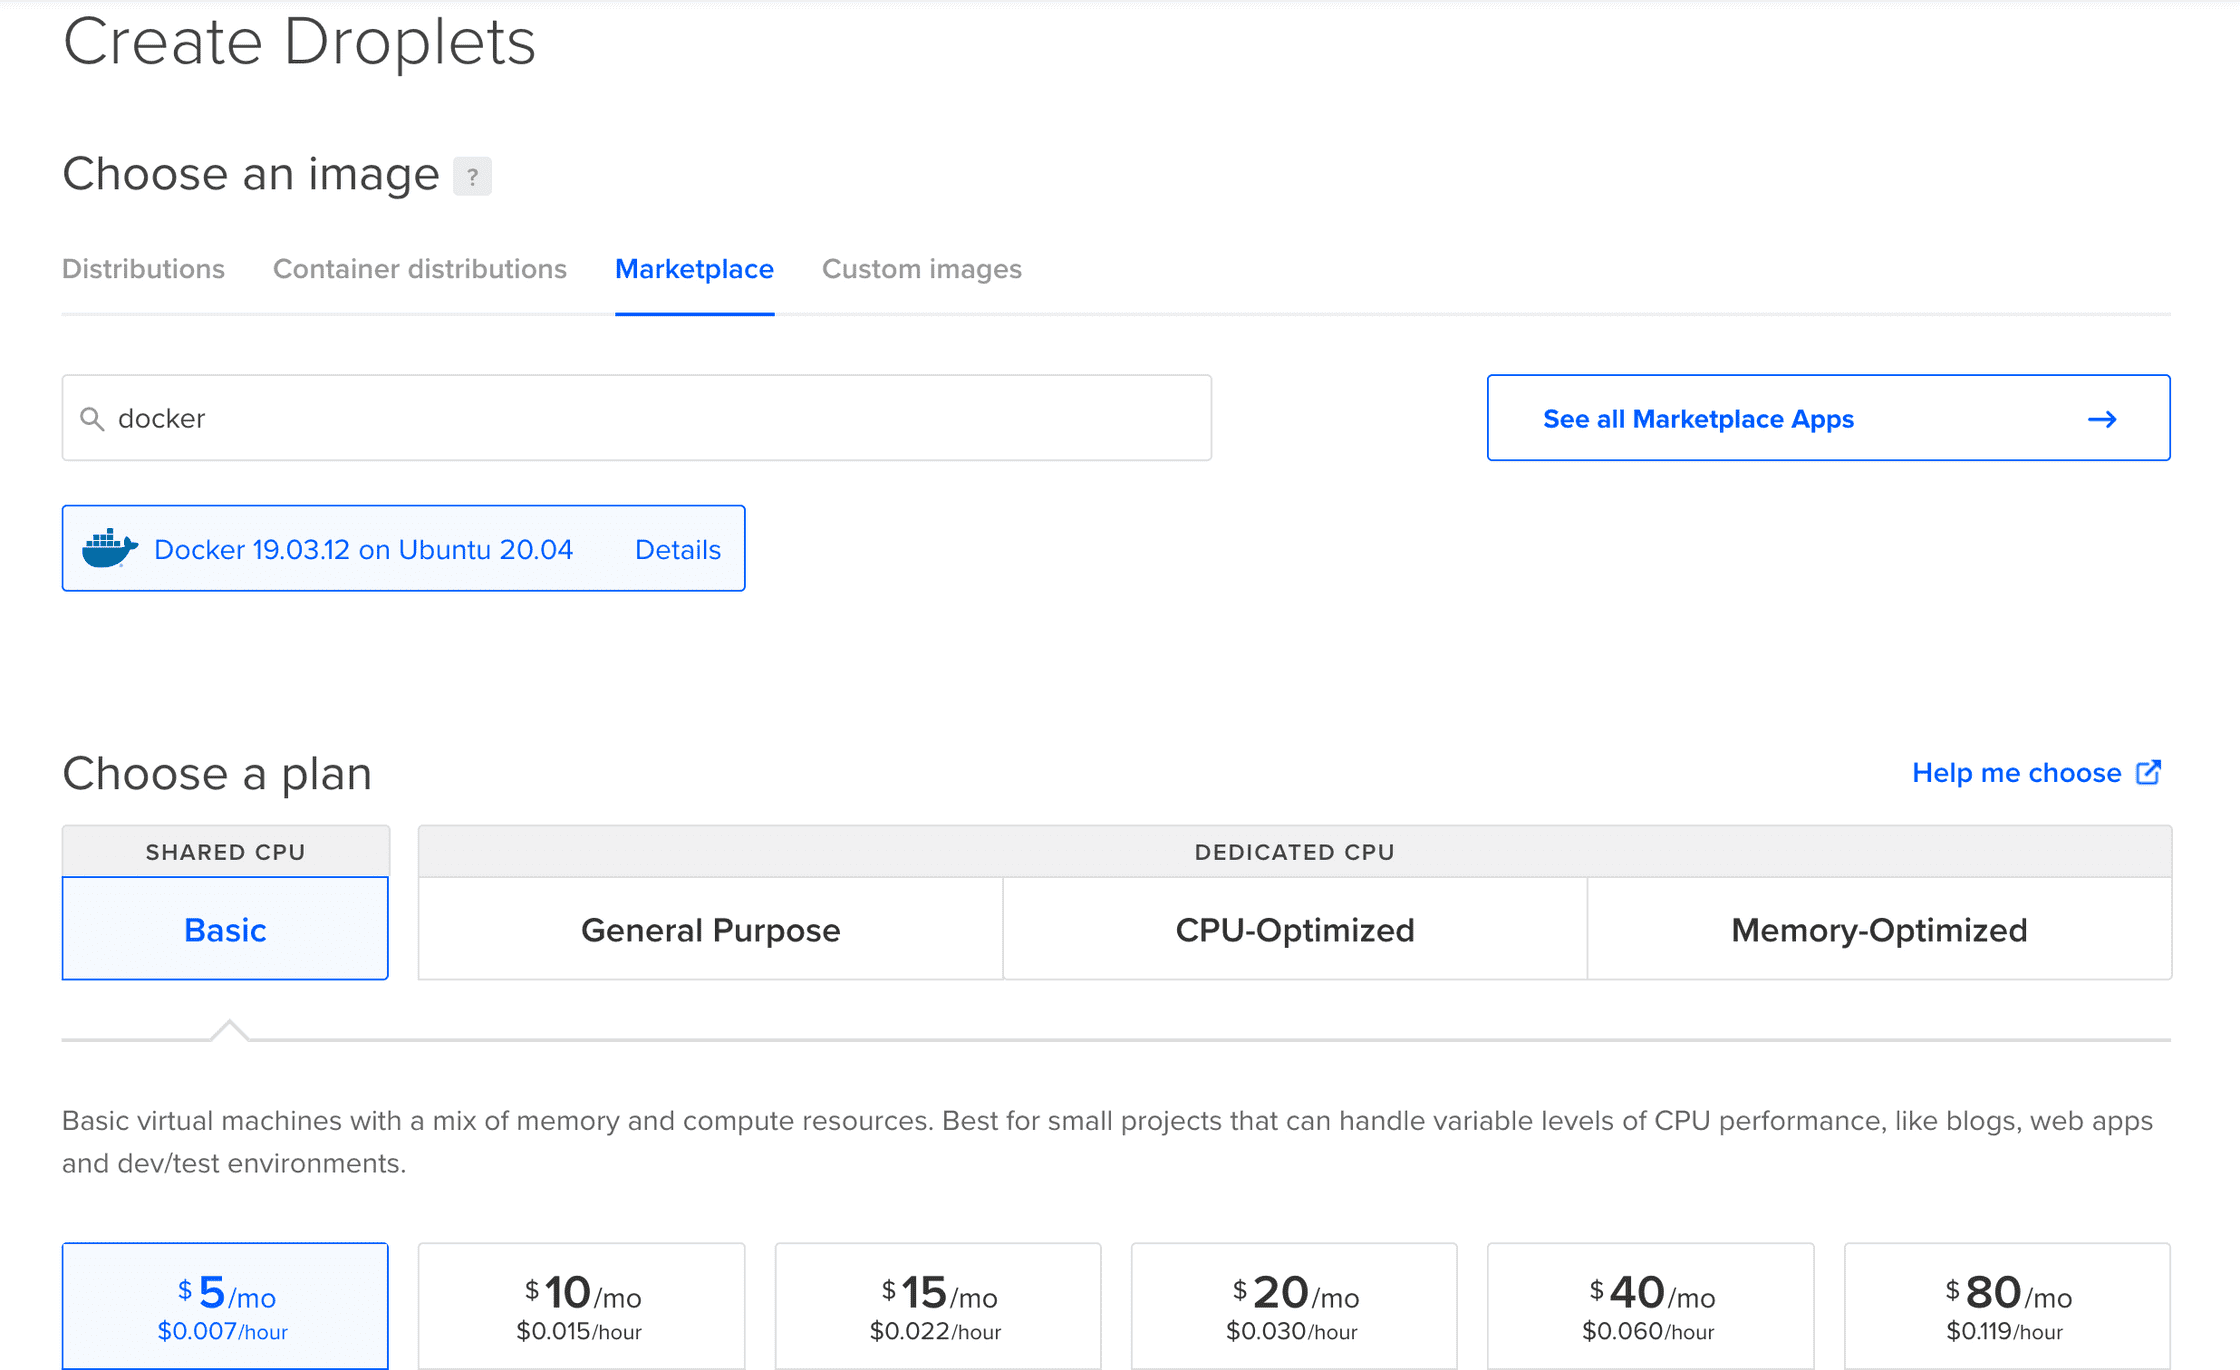 Create Droplets
Choose an image ?
Distributions Container distributions Marketplace Custom images
docker
See all Marketplace Apps →
Docker 19.03.12 on Ubuntu 20.04 Details
Choose a plan
Help me choose
SHARED CPU
DEDICATED CPU
Basic
General Purpose
CPU-Optimized
Memory-Optimized
Basic virtual machines with a mix of memory and compute resources. Best for small projects that can handle variable levels of CPU performance, like blogs, web apps
and dev/test environments.
$5/mo
$0.007/hour
$10/mo
$0.015/hour
$15/mo
$0.022/hour
$20/mo
$0.030/hour
$40/mo
$0.060/hour
$80/mo
$0.119/hour